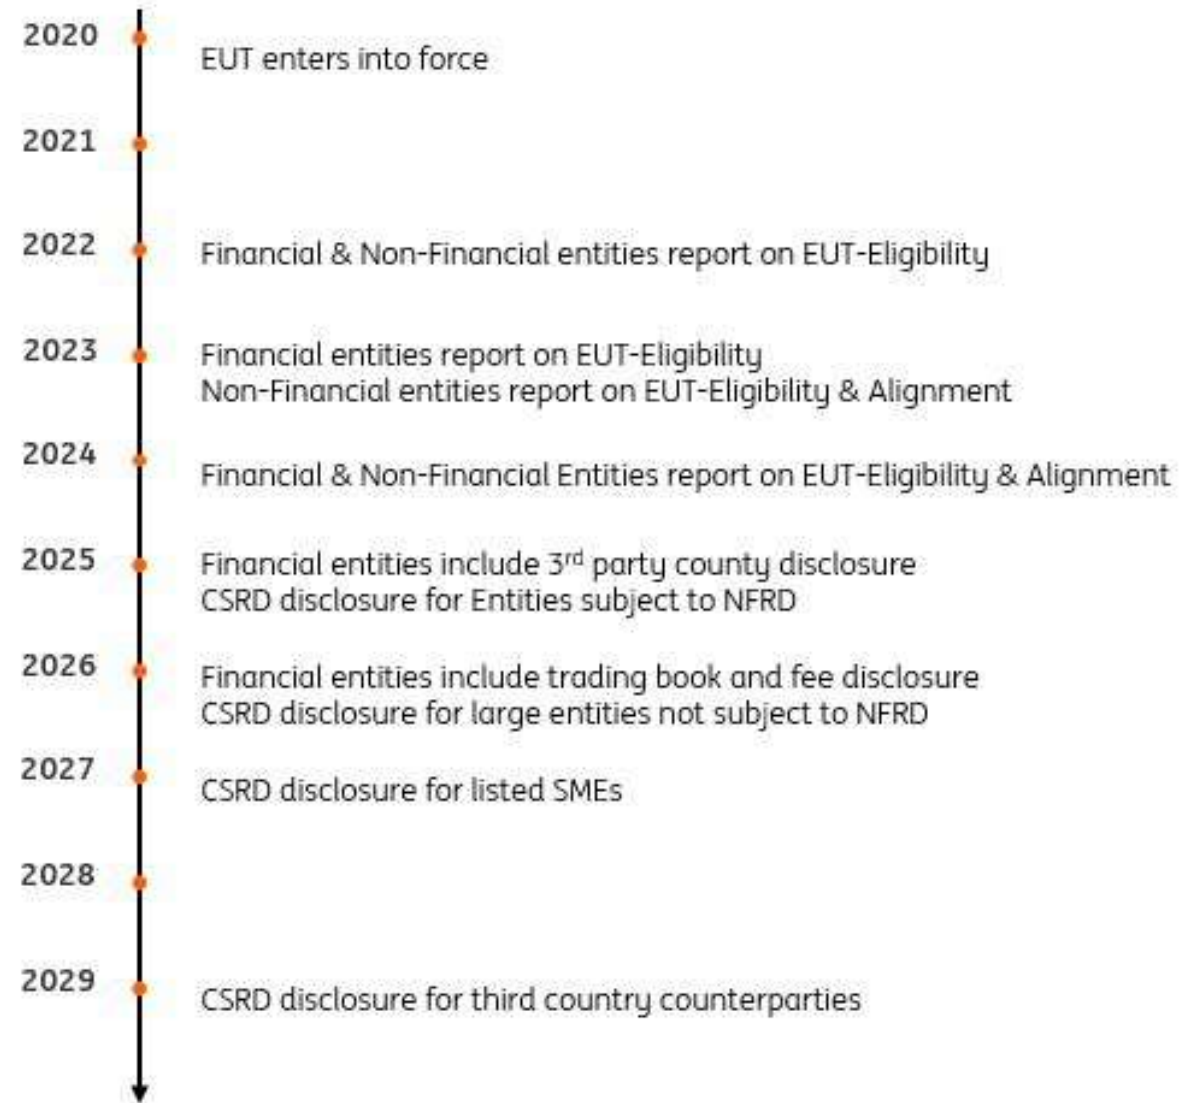 2020
EUT enters into force
2021
2022
Financial & Non-Financial entities report on EUT-Eligibility
2023
Financial entities report on EUT-Eligibility
Non-Financial entities report on EUT-Eligibility & Alignment
2024
Financial & Non-Financial Entities report on EUT-Eligibility & Alignment
2025
Financial entities include 3rd party county disclosure
CSRD disclosure for Entities subject to NFRD
2026
Financial entities include trading book and fee disclosure
CSRD disclosure for large entities not subject to NFRD
2027
CSRD disclosure for listed SMEs
2028
2029
CSRD disclosure for third country counterparties